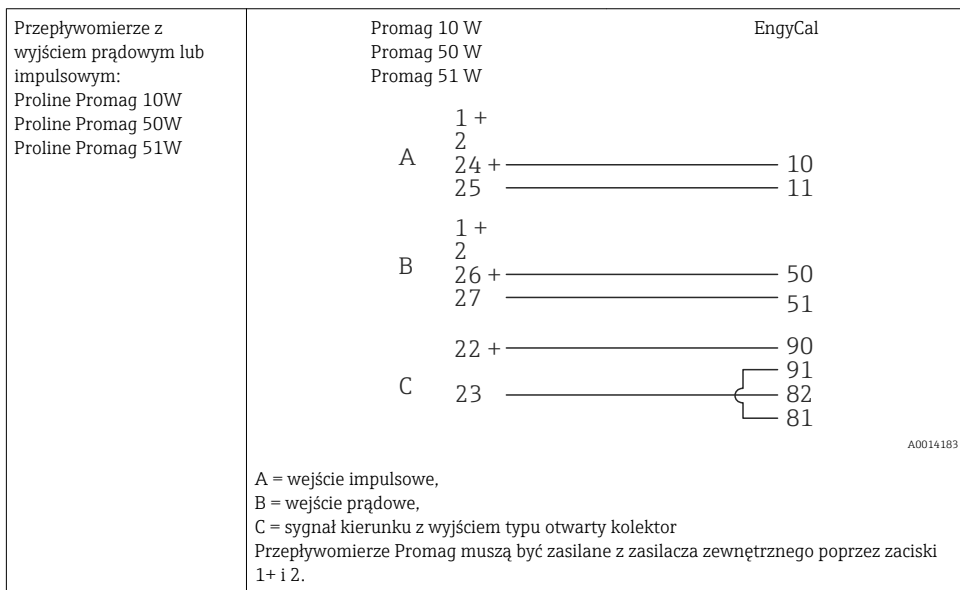 Przepływomierze z
wyjściem prądowym lub
impulsowym:
Proline Promag 10W
Proline Promag 50W
Proline Promag 51W
Promag 10 W
Promag 50 W
Promag 51 W
EngyCal
A
1 +
2
24 + 10
25 11
B
1 +
2
26 + 50
27 51
C
22 + 90
91
23 82
81
A0014183
A = wejście impulsowe,
B = wejście prądowe,
C = sygnał kierunku z wyjściem typu otwarty kolektor
Przepływomierze Promag muszą być zasilane z zasilacza zewnętrznego poprzez zaciski
1+ i 2.